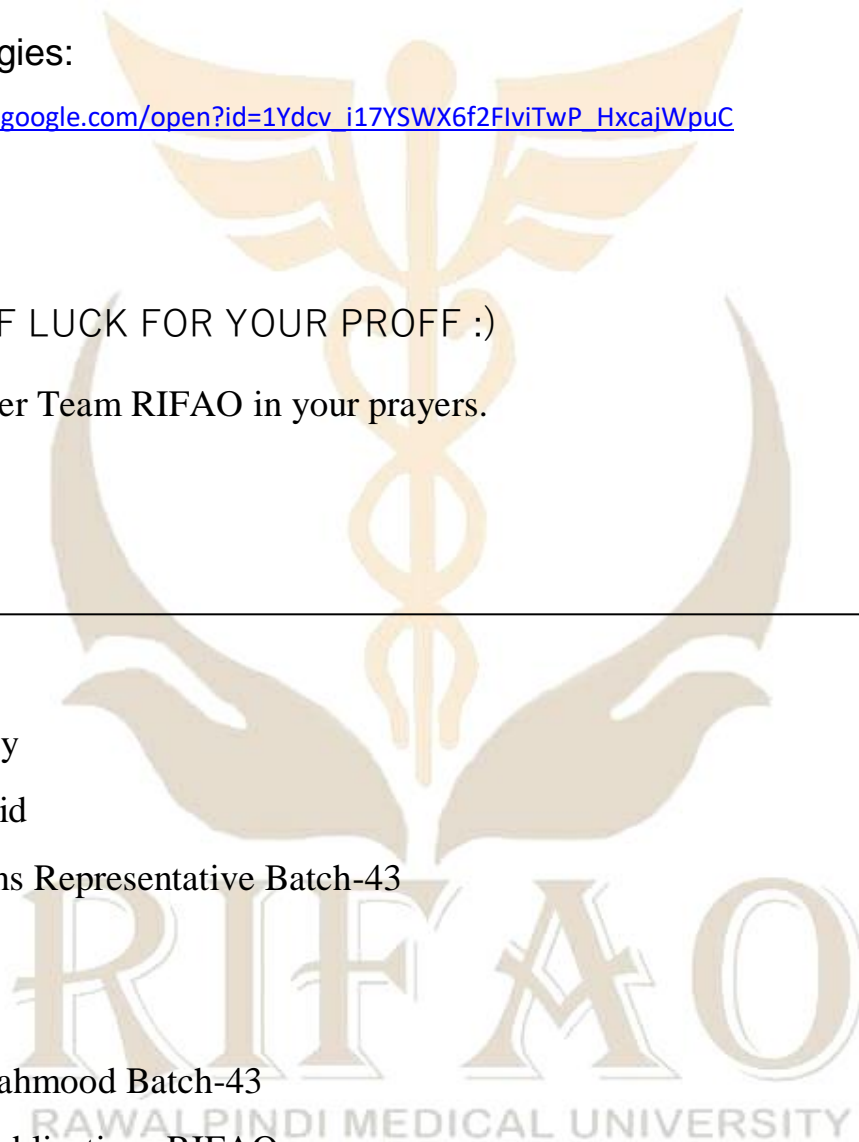 gies:
google.com/open?id=1Ydcv_i17YSWX6f2FIviTwP_HxcajWpuC
F LUCK FOR YOUR PROFF :)
er Team RIFAO in your prayers.
y
id
ns Representative Batch-43
RIFAO
ahmood Batch-43
RAWALPINDI MEDICAL UNIVERSITY